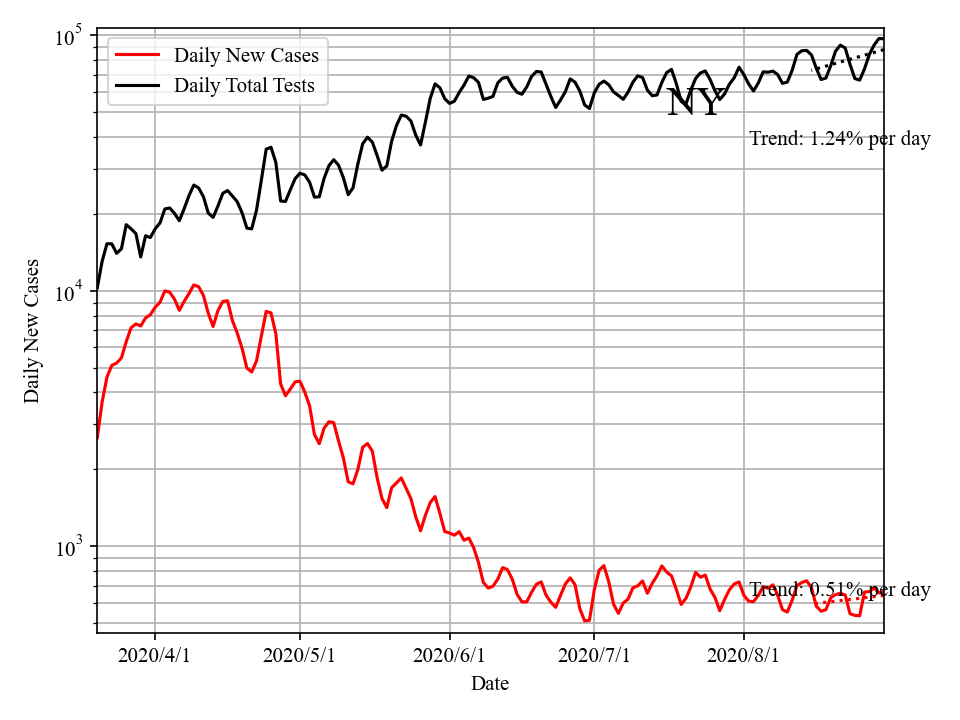 10^5
Daily New Cases
Daily Total Tests
NY
Trend: 1.24% per day
10^4
Daily New Cases
10^3
Trend: 0.51% per day
2020/4/1
2020/5/1
2020/6/1
2020/7/1
2020/8/1
Date